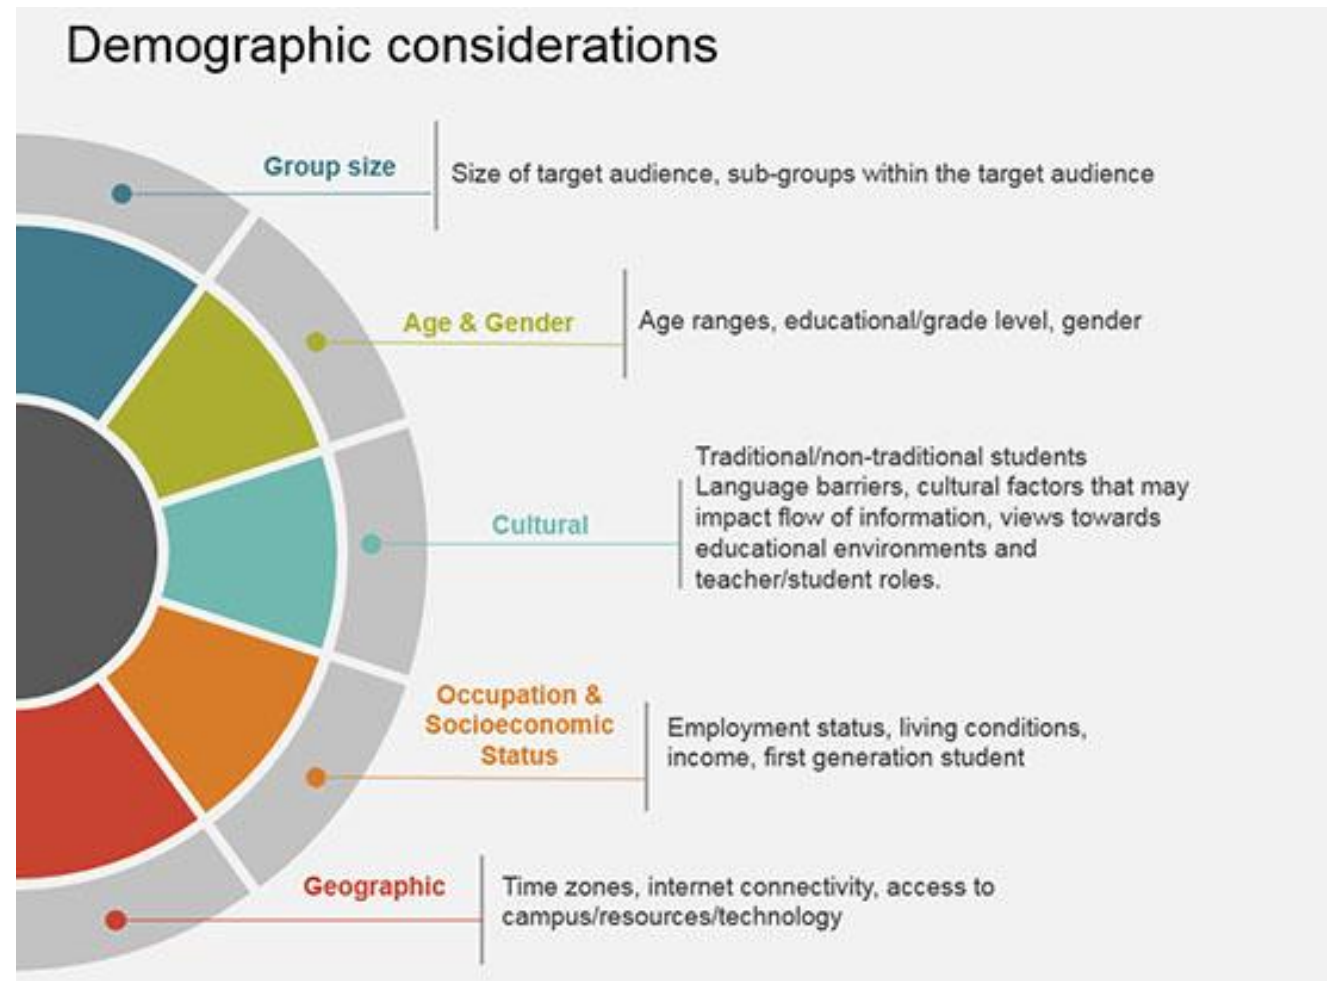 Demographic considerations
Group size
Size of target audience, sub-groups within the target audience
Age & Gender
Age ranges, educational/grade level, gender
Cultural
Traditional/non-traditional students
Language barriers, cultural factors that may
impact flow of information, views towards
educational environments and
teacher/student roles.
Occupation &
Socioeconomic
Status
Employment status, living conditions,
income, first generation student
Geographic
Time zones, internet connectivity, access to
campus/resources/technology